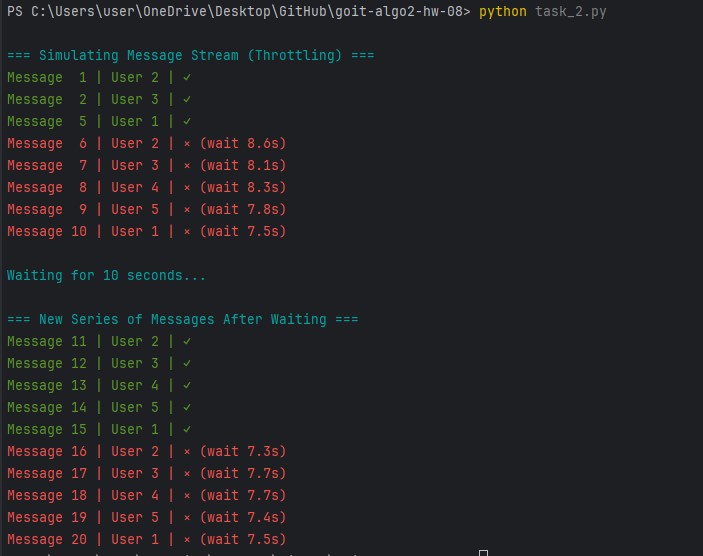 PS C:\Users\user\OneDrive\Desktop\GitHub\goit-algo2-hw-08> python task_2.py
=== Simulating Message Stream (Throttling) ===
Message  1 | User 2 | ✓
Message  2 | User 3 | ✓
Message  5 | User 1 | ✓
Message  6 | User 2 | × (wait 8.6s)
Message  7 | User 3 | × (wait 8.1s)
Message  8 | User 4 | × (wait 8.3s)
Message  9 | User 5 | × (wait 7.8s)
Message 10 | User 1 | × (wait 7.5s)
Waiting for 10 seconds...
=== New Series of Messages After Waiting ===
Message 11 | User 2 | ✓
Message 12 | User 3 | ✓
Message 13 | User 4 | ✓
Message 14 | User 5 | ✓
Message 15 | User 1 | ✓
Message 16 | User 2 | × (wait 7.3s)
Message 17 | User 3 | × (wait 7.7s)
Message 18 | User 4 | × (wait 7.7s)
Message 19 | User 5 | × (wait 7.4s)
Message 20 | User 1 | × (wait 7.5s)